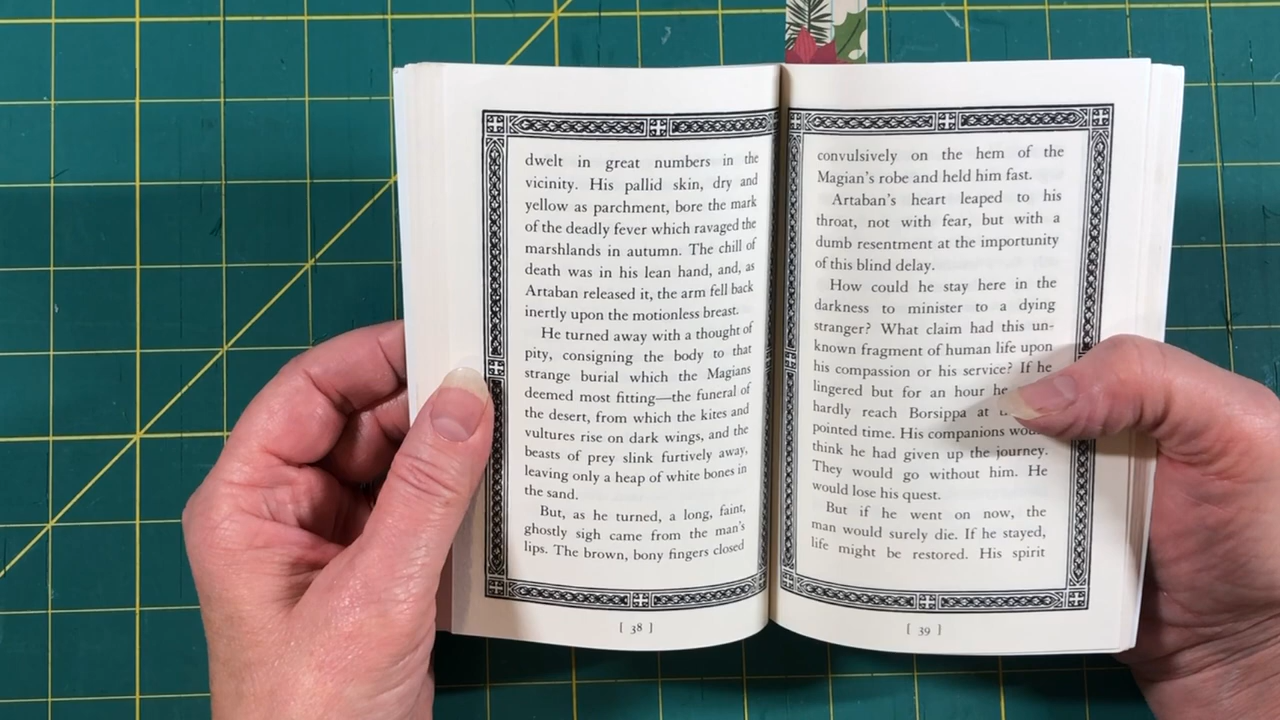 dwelt in great numbers in the
vicinity. His pallid skin, dry and
yellow as parchment, bore the mark
of the deadly fever which ravaged the
marshlands in autumn. The chill of
death was in his lean hand, and, as
Artaban released it, the arm fell back
inertly upon the motionless breast.
He turned away with a thought of
pity, consigning the body to that
strange burial which the Magians
deemed most fitting—the funeral of
the desert, from which the kites and
vultures rise on dark wings, and the
beasts of prey slink furtively away,
leaving only a heap of white bones in
the sand.
But, as he turned, a long, faint,
ghostly sigh came from the man's
lips. The brown, bony fingers closed
[ 38 ]
convulsively on the hem of the
Magian's robe and held him fast.
Artaban's heart leaped to his
throat, not with fear, but with a
dumb resentment at the importunity
of this blind delay.
How could he stay here in the
darkness to minister to a dying
stranger? What claim had this un-
known fragment of human life upon
his compassion or his service? If he
lingered but for an hour he
hardly reach Borsippa at
pointed time. His companions
think he had given up the journey.
They would go without him. He
would lose his quest.
But if he went on now, the
man would surely die. If he stayed,
life might be restored. His spirit
[ 39 ]